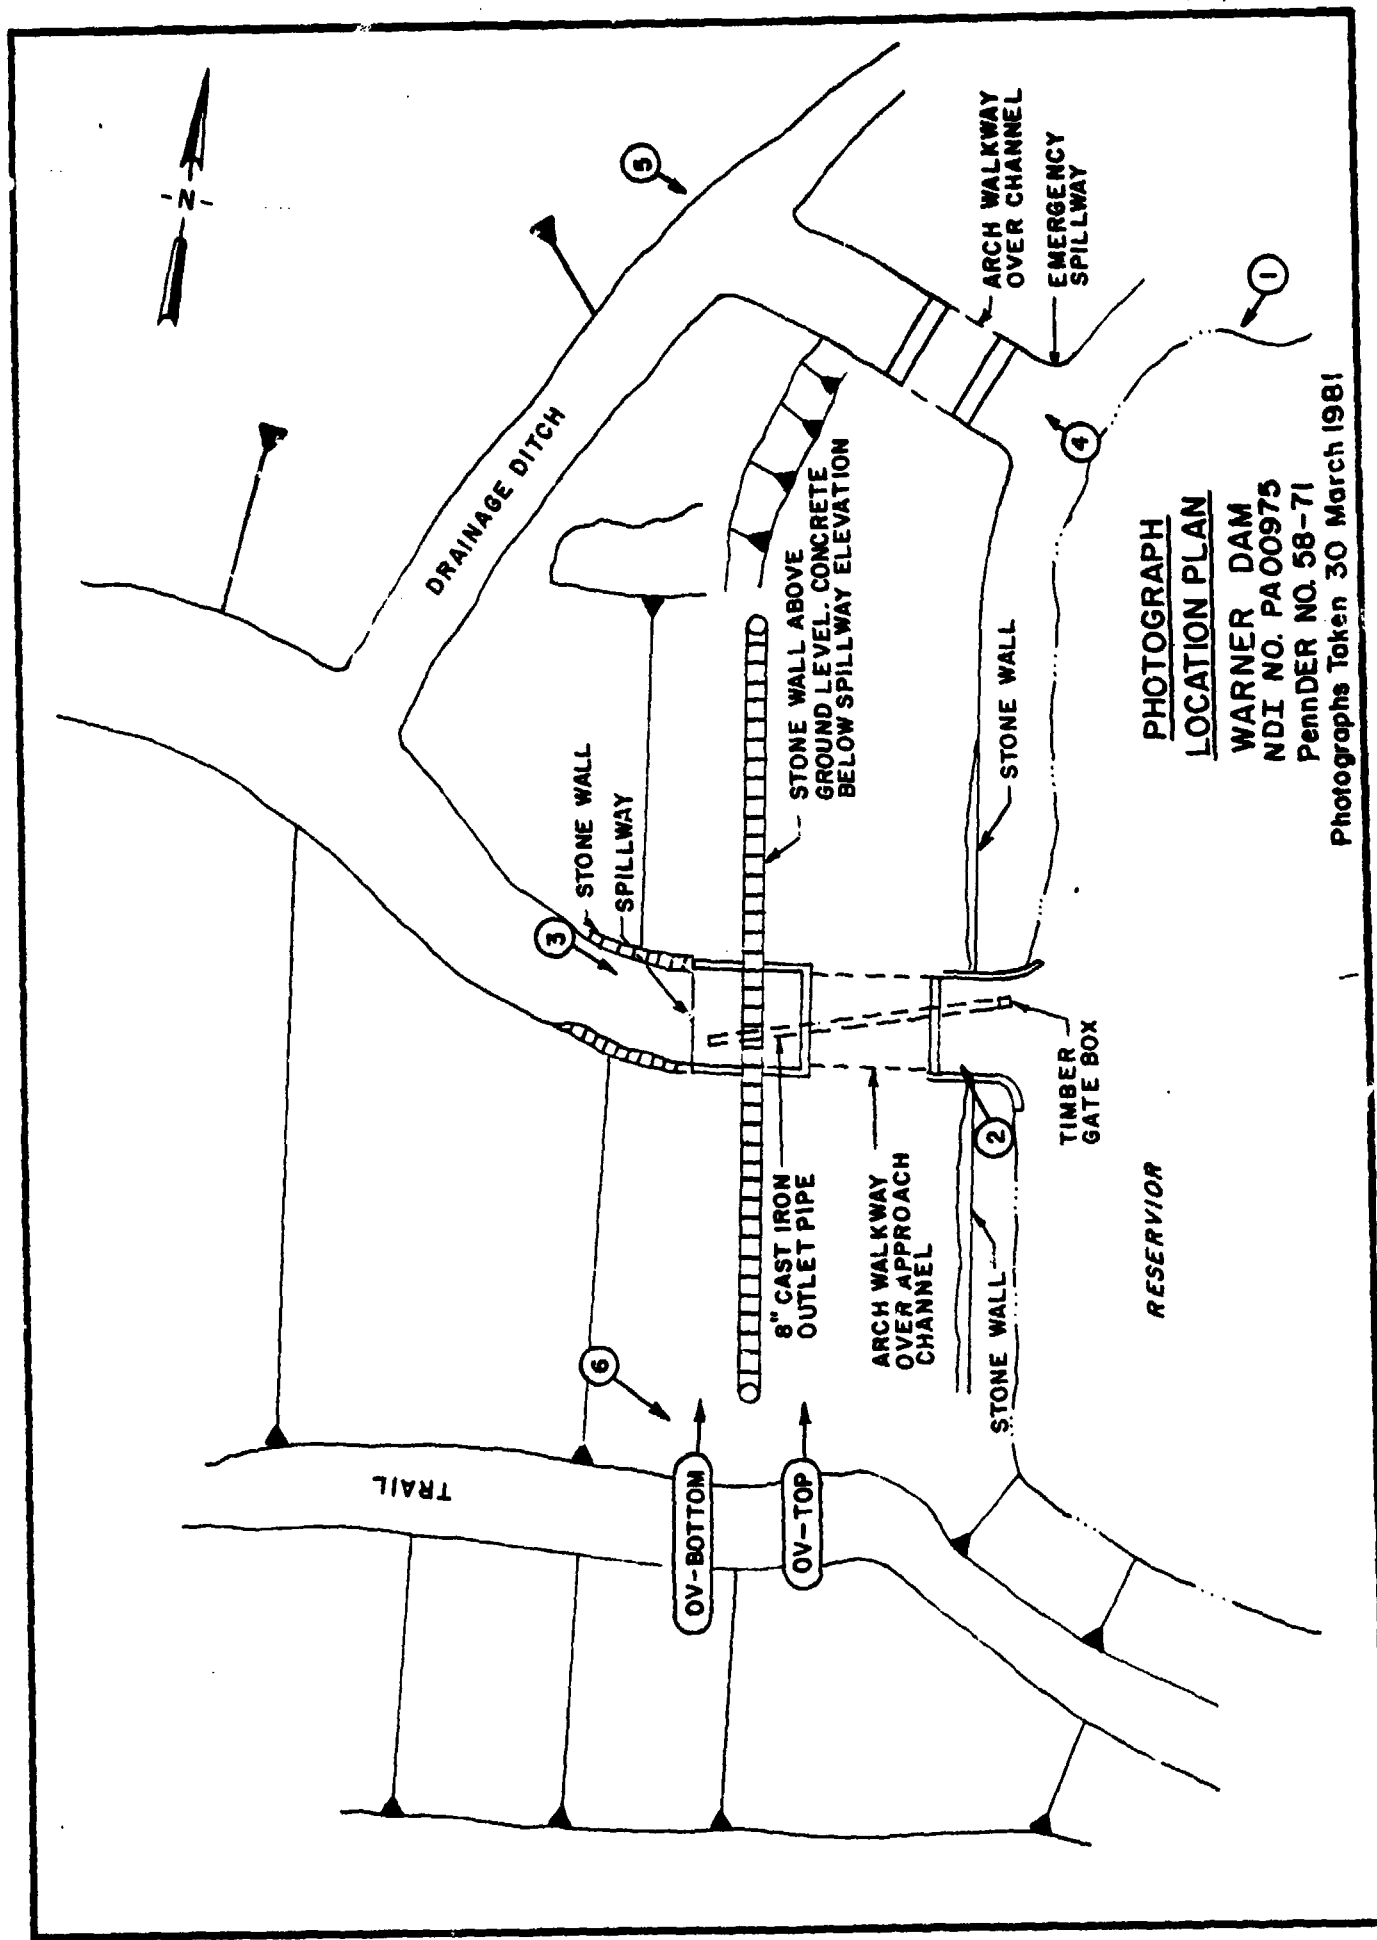 -N-
5
ARCH WALKWAY
OVER CHANNEL
EMERGENCY
SPILLWAY
1
4
DRAINAGE DITCH
STONE WALL ABOVE
GROUND LEVEL. CONCRETE
BELOW SPILLWAY ELEVATION
STONE WALL
STONE WALL
SPILLWAY
3
8" CAST IRON
OUTLET PIPE
ARCH WALKWAY
OVER APPROACH
CHANNEL
2
TIMBER
GATE BOX
STONE WALL
RESERVIOR
6
TRAIL
OV-BOTTOM
OV-TOP
PHOTOGRAPH
LOCATION PLAN
WARNER DAM
NDI NO. PA00975
PennDER NO. 58-71
Photographs Taken 30 March 1981